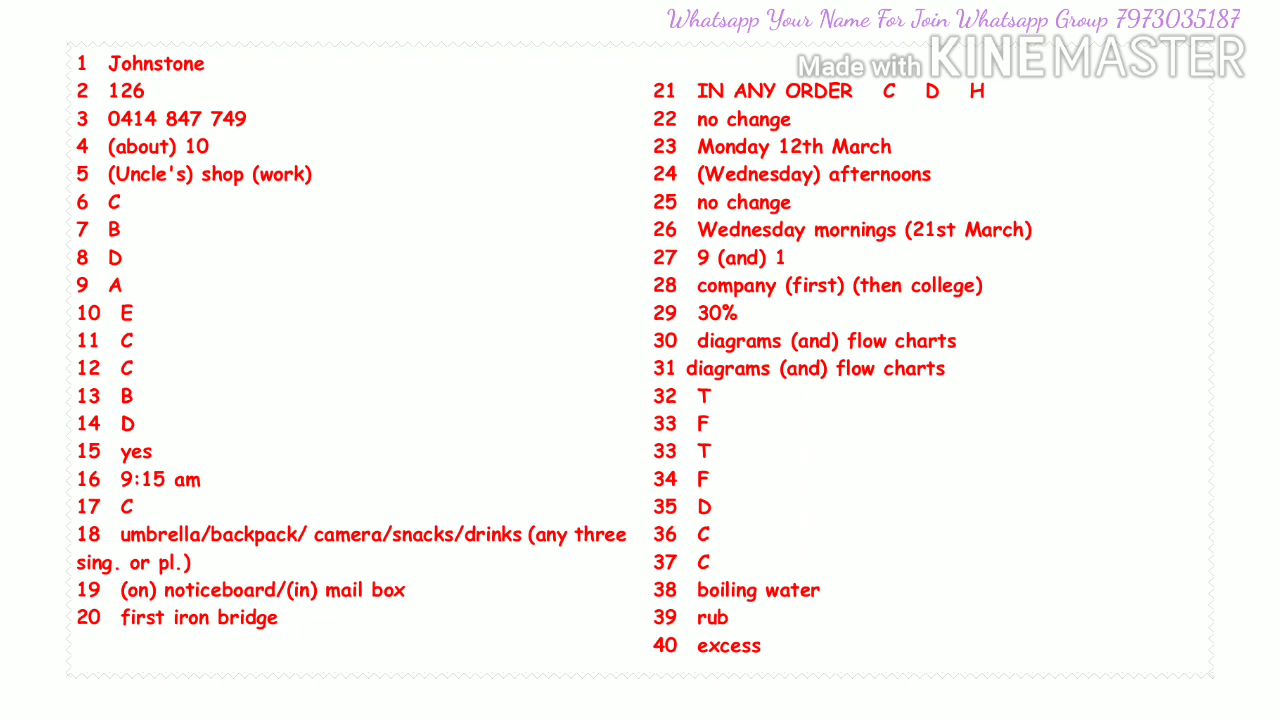 Whatsapp Your Name For Join Whatsapp Group 7973035187
Made with KINEMASTER
1 Johnstone
2 126
3 0414 847 749
4 (about) 10
5 (Uncle's) shop (work)
6 C
7 B
8 D
9 A
10 E
11 C
12 C
13 B
14 D
15 yes
16 9:15 am
17 C
18 umbrella/backpack/ camera/snacks/drinks (any three
sing. or pl.)
19 (on) noticeboard/(in) mail box
20 first iron bridge
21 IN ANY ORDER C D H
22 no change
23 Monday 12th March
24 (Wednesday) afternoons
25 no change
26 Wednesday mornings (21st March)
27 9 (and) 1
28 company (first) (then college)
29 30%
30 diagrams (and) flow charts
31 diagrams (and) flow charts
32 T
33 F
33 T
34 F
35 D
36 C
37 C
38 boiling water
39 rub
40 excess